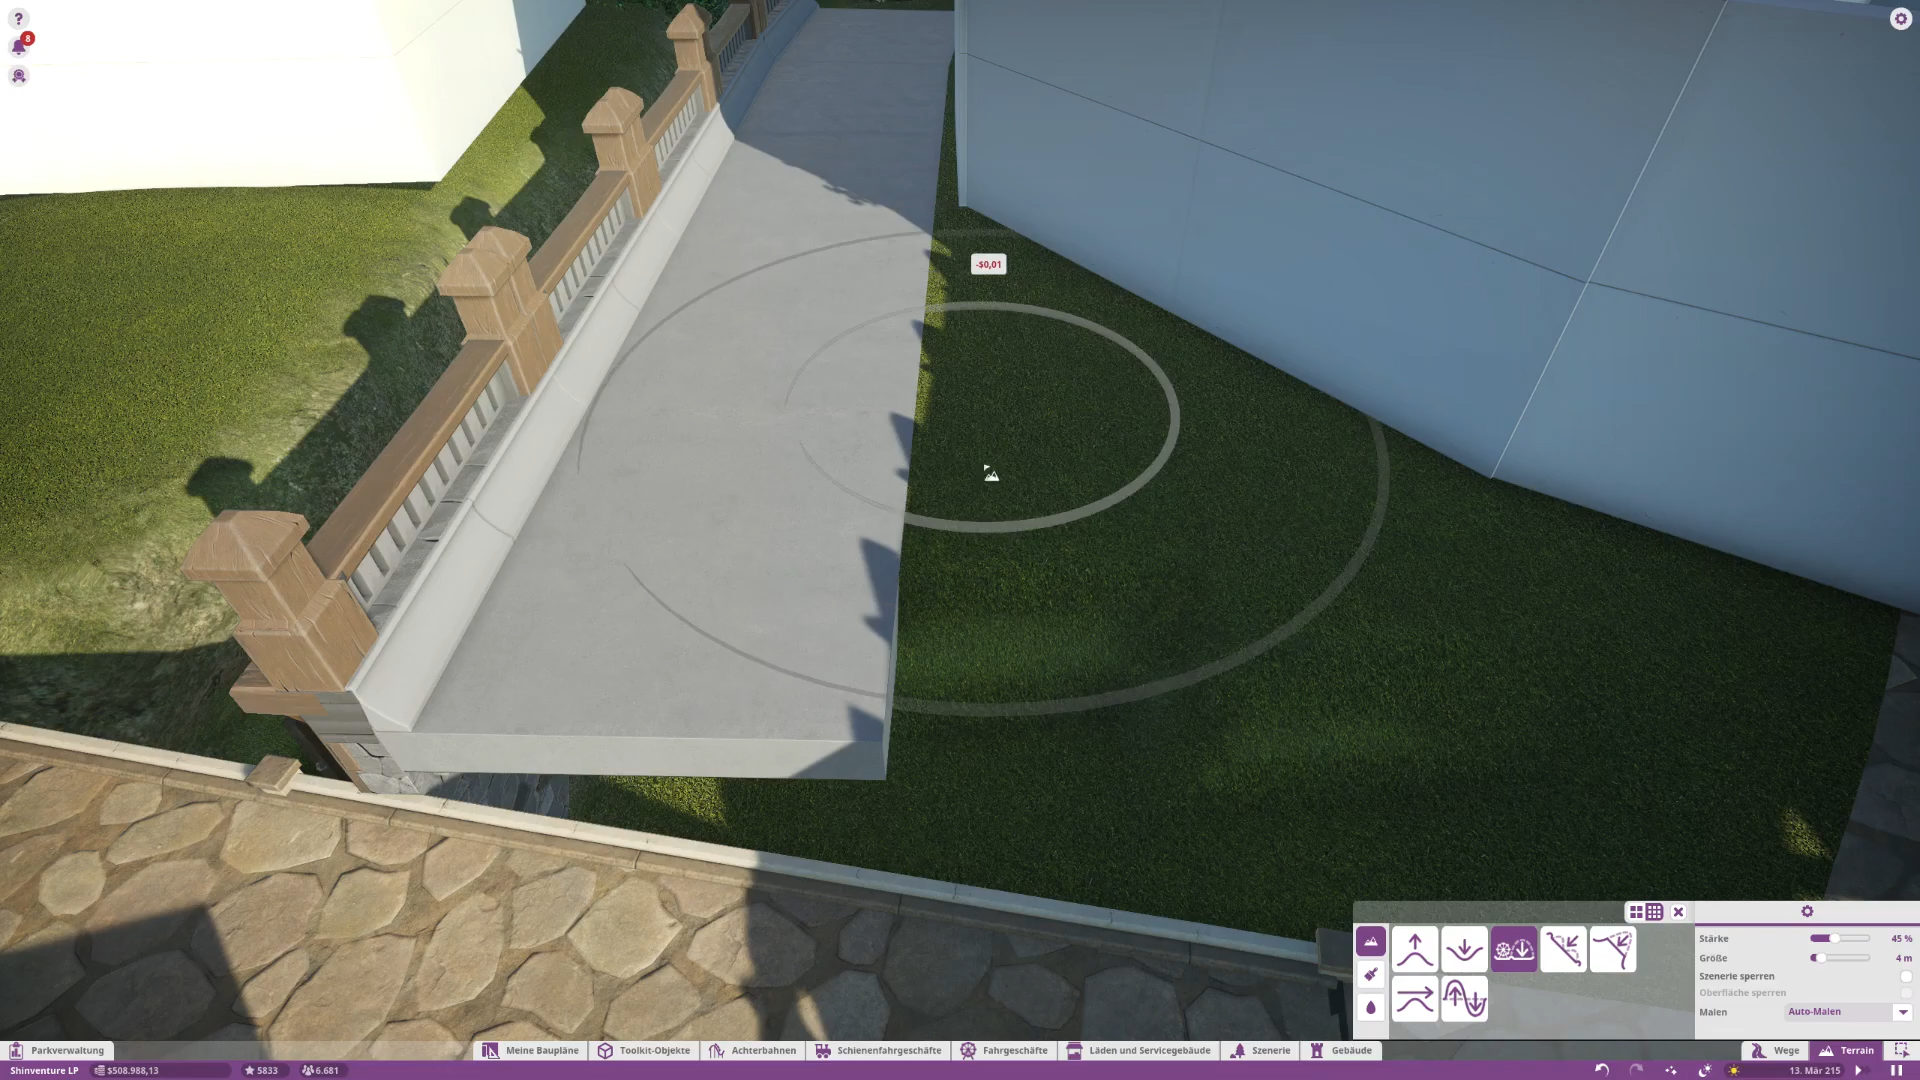 ?
8
-$0,01
Stärke
45 %
Größe
4 m
Szenerie sperren
Oberfläche sperren
Malen
Auto-Malen
Parkverwaltung
Meine Baupläne
Toolkit-Objekte
Achterbahnen
Schienenfahrgeschäfte
Fahrgeschäfte
Läden und Servicegebäude
Szenerie
Gebäude
Wege
Terrain
Shinventure LP
$508.988,13
5833
6.681
13. Mär 215